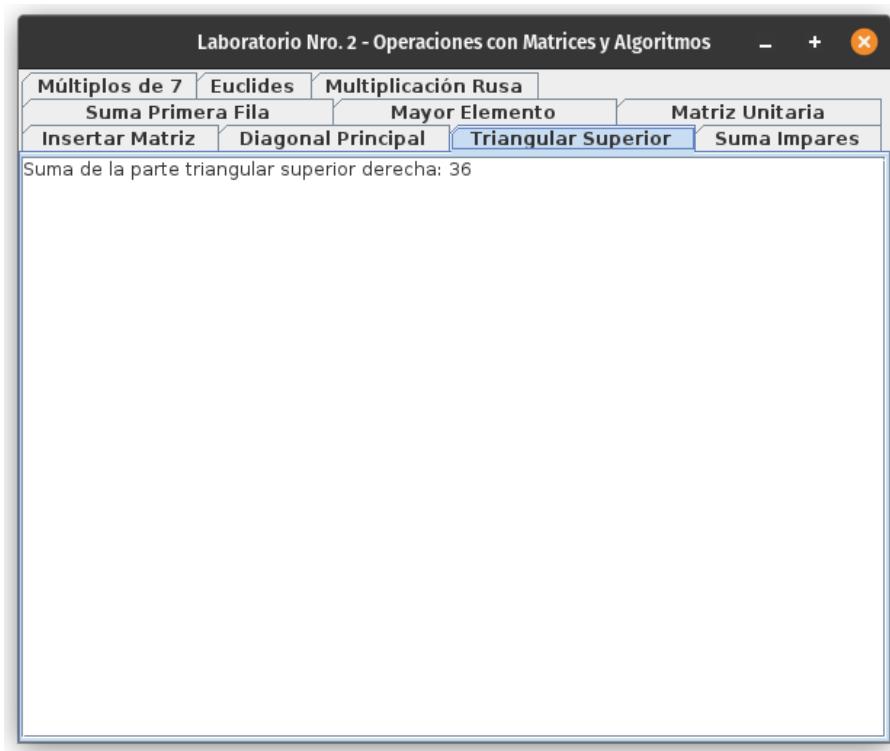 Laboratorio Nro. 2 - Operaciones con Matrices y Algoritmos
Múltiplos de 7 Euclides Multiplicación Rusa
Suma Primera Fila Mayor Elemento Matriz Unitaria
Insertar Matriz Diagonal Principal Triangular Superior Suma Impares
Suma de la parte triangular superior derecha: 36